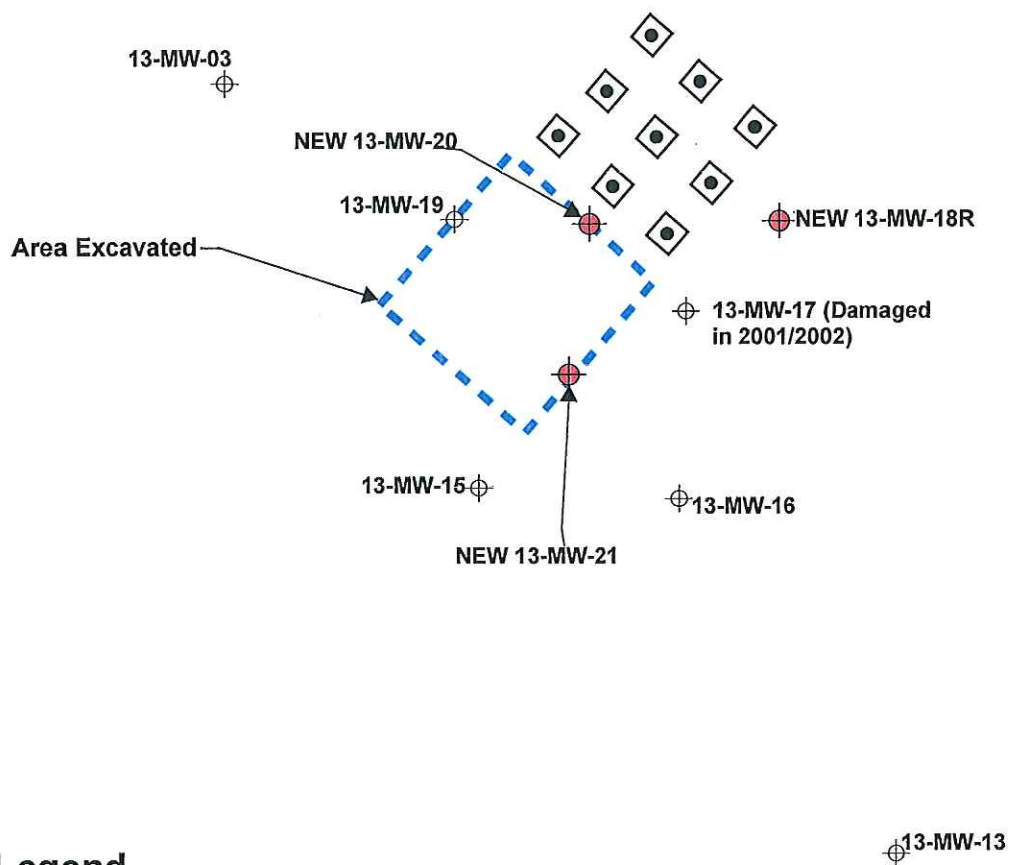 13-MW-03
NEW 13-MW-20
13-MW-19
NEW 13-MW-18R
Area Excavated
13-MW-17 (Damaged
in 2001/2002)
13-MW-15
13-MW-16
NEW 13-MW-21
13-MW-13
Legend